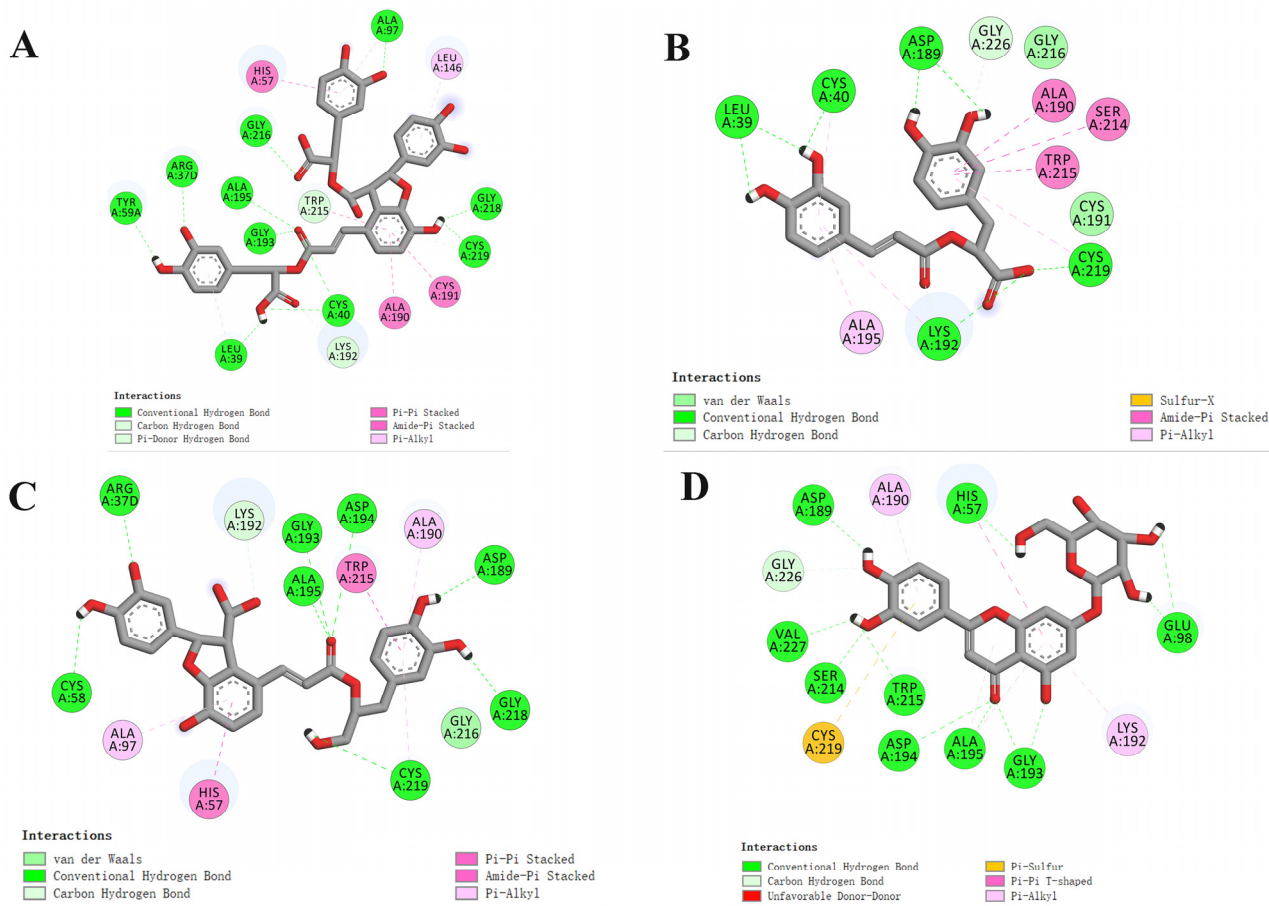 A
ALA
A:97
LEU
A:146
HIS
A:57
GLY
A:216
ARG
A:37D
ALA
A:195
TRP
A:215
GLY
A:218
TYR
A:59A
GLY
A:193
CYS
A:219
CYS
A:191
CYS
A:40
ALA
A:190
LYS
A:192
LEU
A:39
Interactions
Conventional Hydrogen Bond
Carbon Hydrogen Bond
Pi-Donor Hydrogen Bond
Pi-Pi Stacked
Amide-Pi Stacked
Pi-Alkyl
B
ASP
A:189
GLY
A:226
GLY
A:216
CYS
A:40
LEU
A:39
ALA
A:190
SER
A:214
TRP
A:215
CYS
A:191
CYS
A:219
LYS
A:192
ALA
A:195
Interactions
van der Waals
Conventional Hydrogen Bond
Carbon Hydrogen Bond
Sulfur-X
Amide-Pi Stacked
Pi-Alkyl
C
ARG
A:37D
LYS
A:192
GLY
A:193
ASP
A:194
ALA
A:190
ALA
A:195
TRP
A:215
ASP
A:189
CYS
A:58
GLY
A:218
GLY
A:216
ALA
A:97
CYS
A:219
HIS
A:57
Interactions
van der Waals
Conventional Hydrogen Bond
Carbon Hydrogen Bond
Pi-Pi Stacked
Amide-Pi Stacked
Pi-Alkyl
D
ALA
A:190
HIS
A:57
ASP
A:189
GLY
A:226
VAL
A:227
GLU
A:98
SER
A:214
TRP
A:215
CYS
A:219
ASP
A:194
ALA
A:195
GLY
A:193
LYS
A:192
Interactions
Conventional Hydrogen Bond
Carbon Hydrogen Bond
Unfavorable Donor-Donor
Pi-Sulfur
Pi-Pi T-shaped
Pi-Alkyl